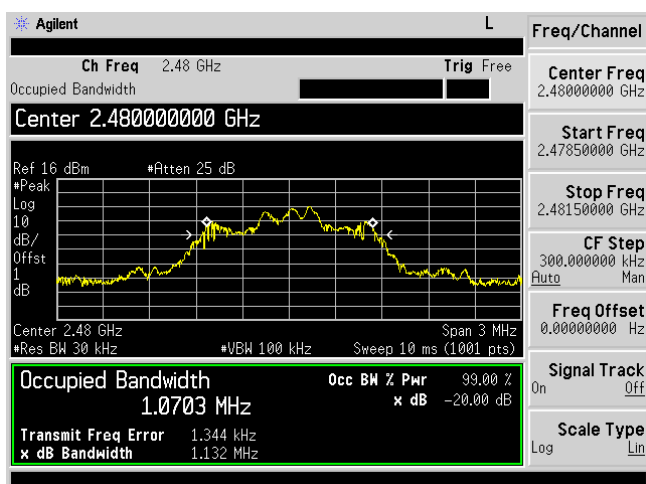 Agilent
L
Freq/Channel
Ch Freq 2.48 GHz Trig Free
Occupied Bandwidth
Center 2.480000000 GHz
Center Freq
2.48000000 GHz
Start Freq
2.47850000 GHz
Stop Freq
2.48150000 GHz
CF Step
300.000000 kHz
Auto Man
Freq Offset
0.00000000 Hz
Signal Track
On Off
Scale Type
Log Lin
Ref 16 dBm #Atten 25 dB
#Peak
Log
10
dB/
Offst
1
dB
Center 2.48 GHz Span 3 MHz
#Res BW 30 kHz #VBW 100 kHz Sweep 10 ms (1001 pts)
Occupied Bandwidth Occ BW % Pwr 99.00 %
1.0703 MHz x dB -20.00 dB
Transmit Freq Error 1.344 kHz
x dB Bandwidth 1.132 MHz